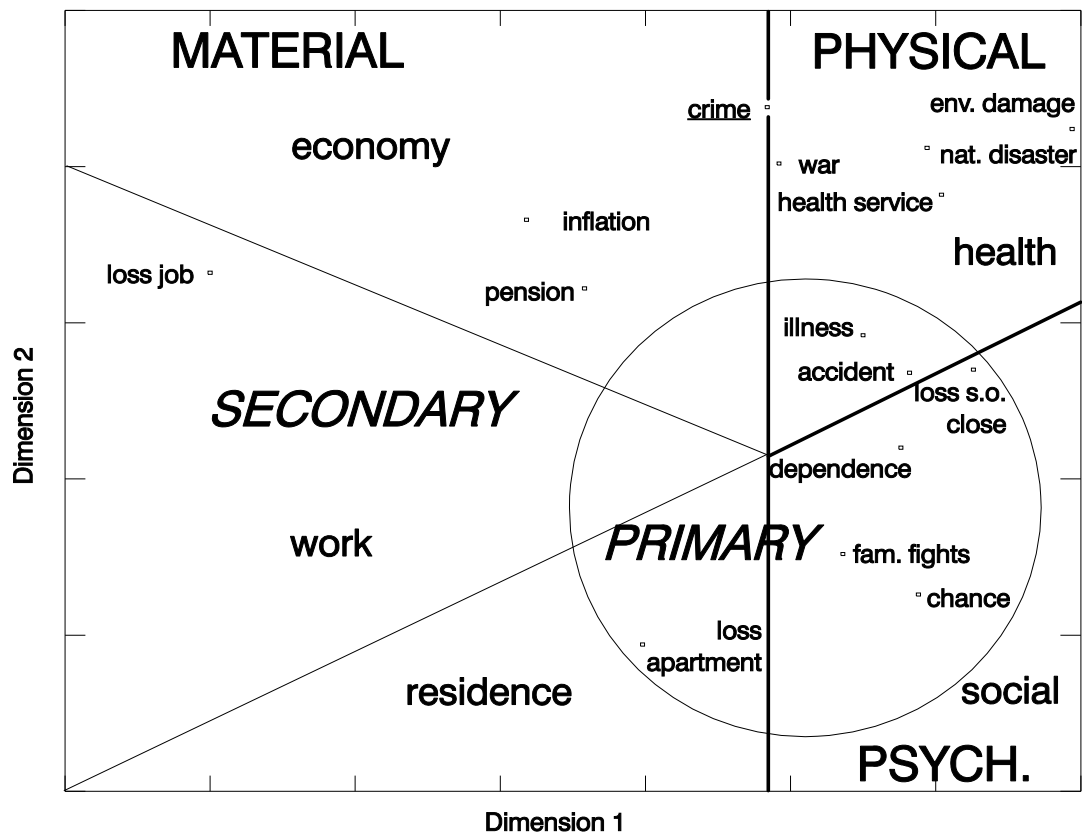 MATERIAL
PHYSICAL
env. damage
crime
economy
nat. disaster
war
health service
inflation
health
loss job
pension
illness
accident
loss s.o.
close
SECONDARY
dependence
work
PRIMARY
fam. fights
chance
loss
apartment
residence
social
PSYCH.
Dimension 2
Dimension 1